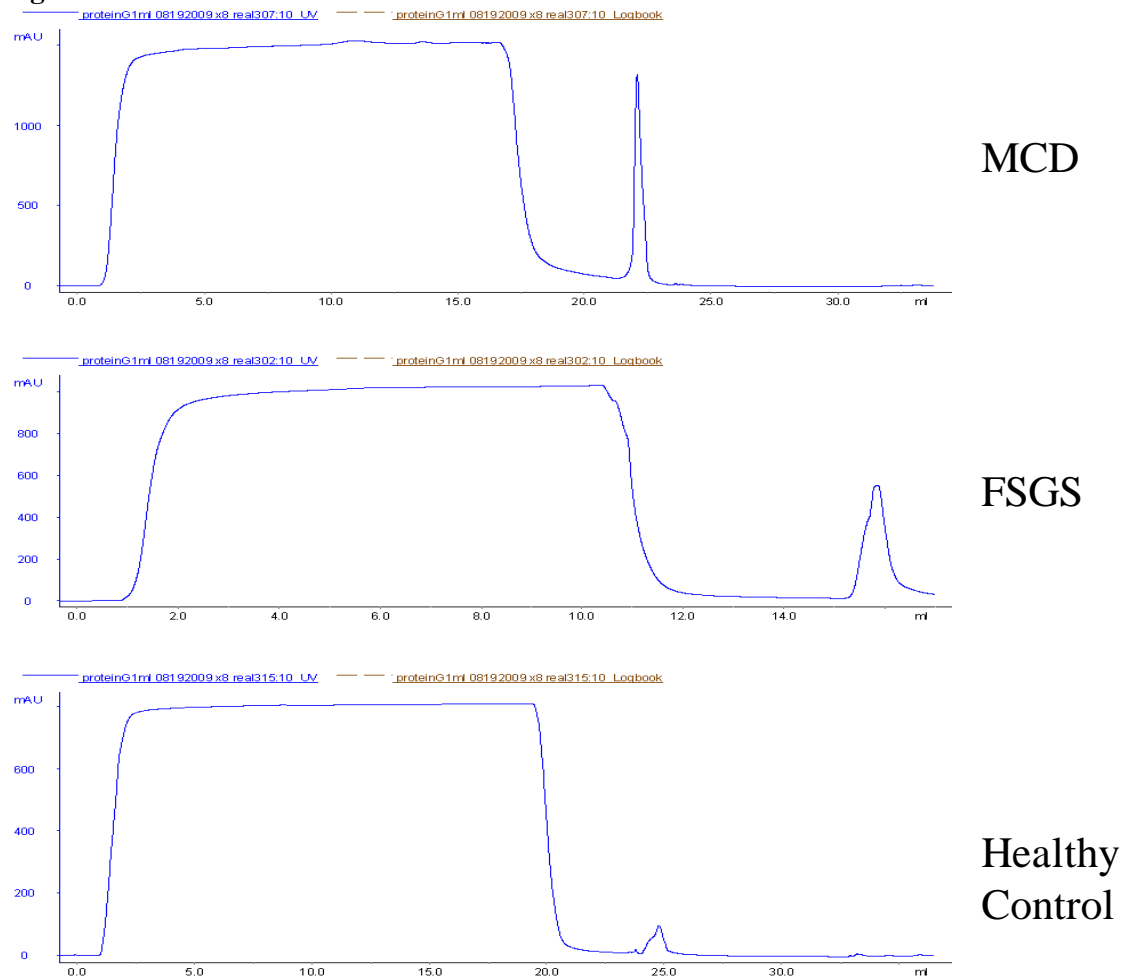 proteinG1ml 08192009 x8 real307:10_UV proteinG1ml 08192009 x8 real307:10_Logbook
mAU
1000
500
0
0.0 5.0 10.0 15.0 20.0 25.0 30.0 ml
MCD
proteinG1ml 08192009 x8 real302:10_UV proteinG1ml 08192009 x8 real302:10_Logbook
mAU
800
600
400
200
0
0.0 2.0 4.0 6.0 8.0 10.0 12.0 14.0 ml
FSGS
proteinG1ml 08192009 x8 real315:10_UV proteinG1ml 08192009 x8 real315:10_Logbook
mAU
600
400
200
0
0.0 5.0 10.0 15.0 20.0 25.0 30.0 ml
Healthy
Control